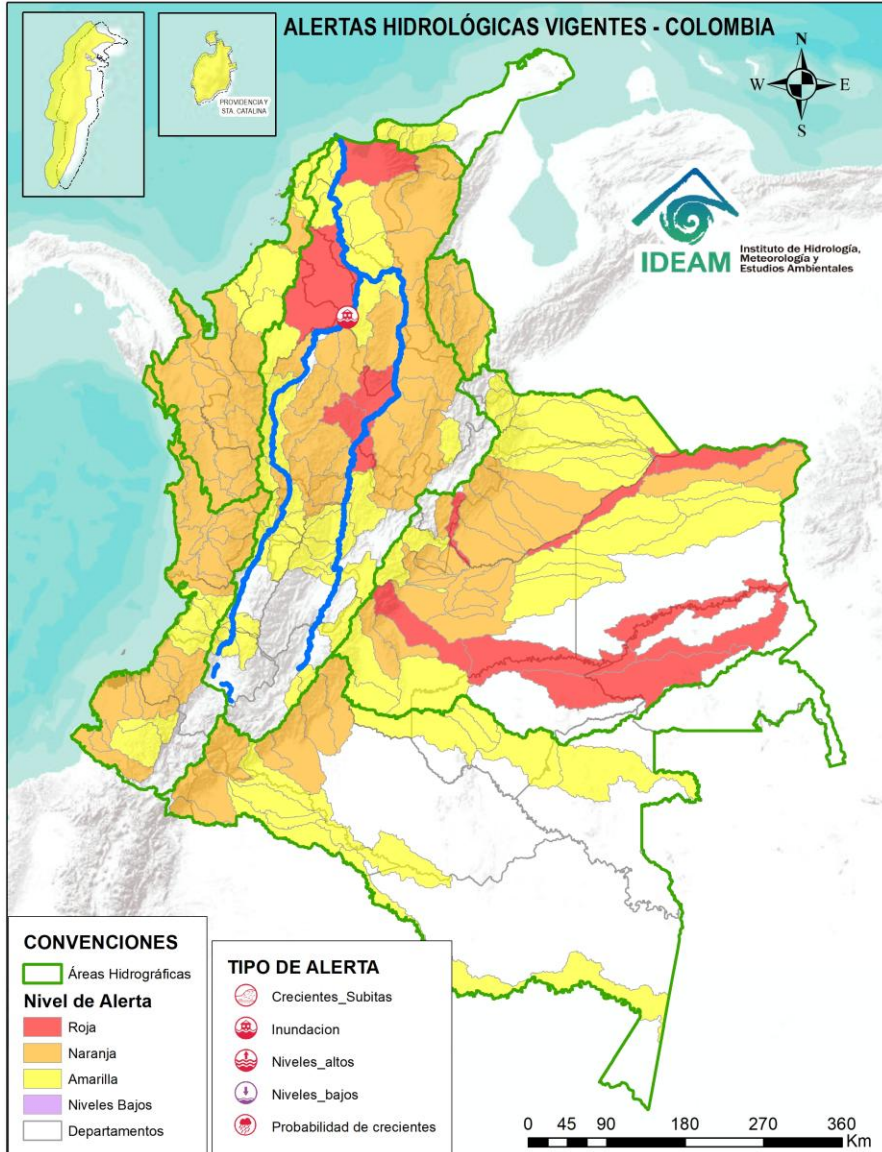 ALERTAS HIDROLÓGICAS VIGENTES - COLOMBIA
PROVIDENCIA Y
STA. CATALINA
N
W
E
S
IDEAM
Instituto de Hidrología,
Meteorología y
Estudios Ambientales
CONVENCIONES
Áreas Hidrográficas
Nivel de Alerta
Roja
Naranja
Amarilla
Niveles Bajos
Departamentos
TIPO DE ALERTA
Crecientes_Subitas
Inundacion
Niveles_altos
Niveles_bajos
Probabilidad de crecientes
0 45 90 180 270 360
Km